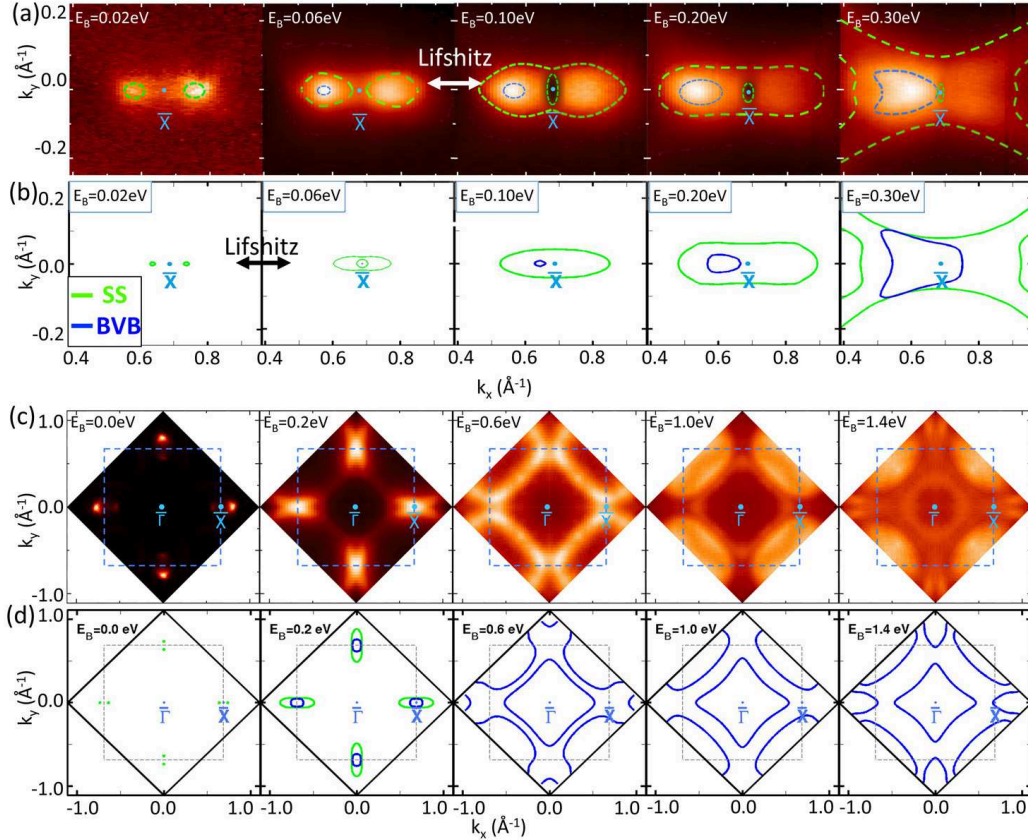 (a)
0.2
0.0
-0.2
k_y (Å⁻¹)
E_B=0.02eV
E_B=0.06eV
E_B=0.10eV
E_B=0.20eV
E_B=0.30eV
Lifshitz
X̄
X̄
X̄
X̄
X̄
(b)
0.2
0.0
-0.2
k_y (Å⁻¹)
E_B=0.02eV
E_B=0.06eV
E_B=0.10eV
E_B=0.20eV
E_B=0.30eV
Lifshitz
X̄
X̄
X̄
X̄
X̄
SS
BVB
0.4 0.6 0.8 0.4 0.6 0.8 0.4 0.6 0.8 0.4 0.6 0.8 0.4 0.6 0.8 1.0
k_x (Å⁻¹)
(c)
1.0
0.0
-1.0
k_y (Å⁻¹)
E_B=0.0eV
E_B=0.2eV
E_B=0.6eV
E_B=1.0eV
E_B=1.4eV
Γ̄ X̄
Γ̄ X̄
Γ̄ X̄
Γ̄ X̄
Γ̄ X̄
(d)
1.0
0.0
-1.0
k_y (Å⁻¹)
E_B=0.0 eV
E_B=0.2 eV
E_B=0.6 eV
E_B=1.0 eV
E_B=1.4 eV
Γ̄ X̄
Γ̄ X̄
Γ̄ X̄
Γ̄ X̄
Γ̄ X̄
-1.0 0.0 1.0 -1.0 0.0 1.0 -1.0 0.0 1.0 -1.0 0.0 1.0 -1.0 0.0 1.0
k_x (Å⁻¹)